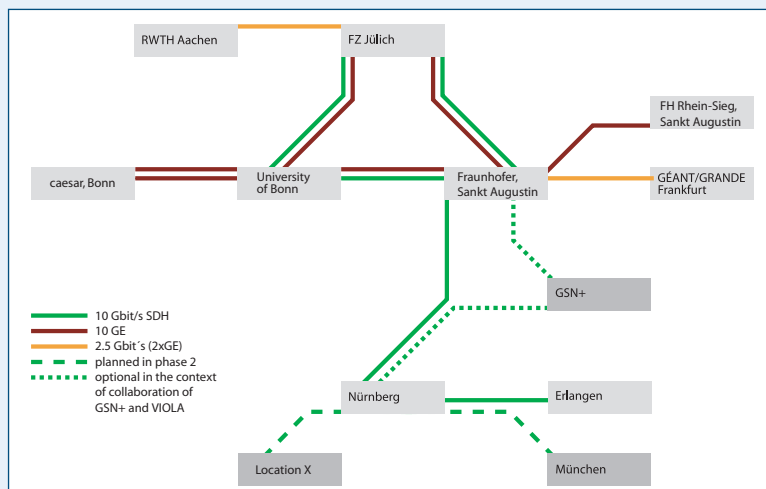 RWTH Aachen
FZ Jülich
FH Rhein-Sieg,
Sankt Augustin
caesar, Bonn
University
of Bonn
Fraunhofer,
Sankt Augustin
GÉANT/GRANDE
Frankfurt
GSN+
10 Gbit/s SDH
10 GE
2.5 Gbit´s (2xGE)
planned in phase 2
optional in the context
of collaboration of
GSN+ and VIOLA
Nürnberg
Erlangen
Location X
München